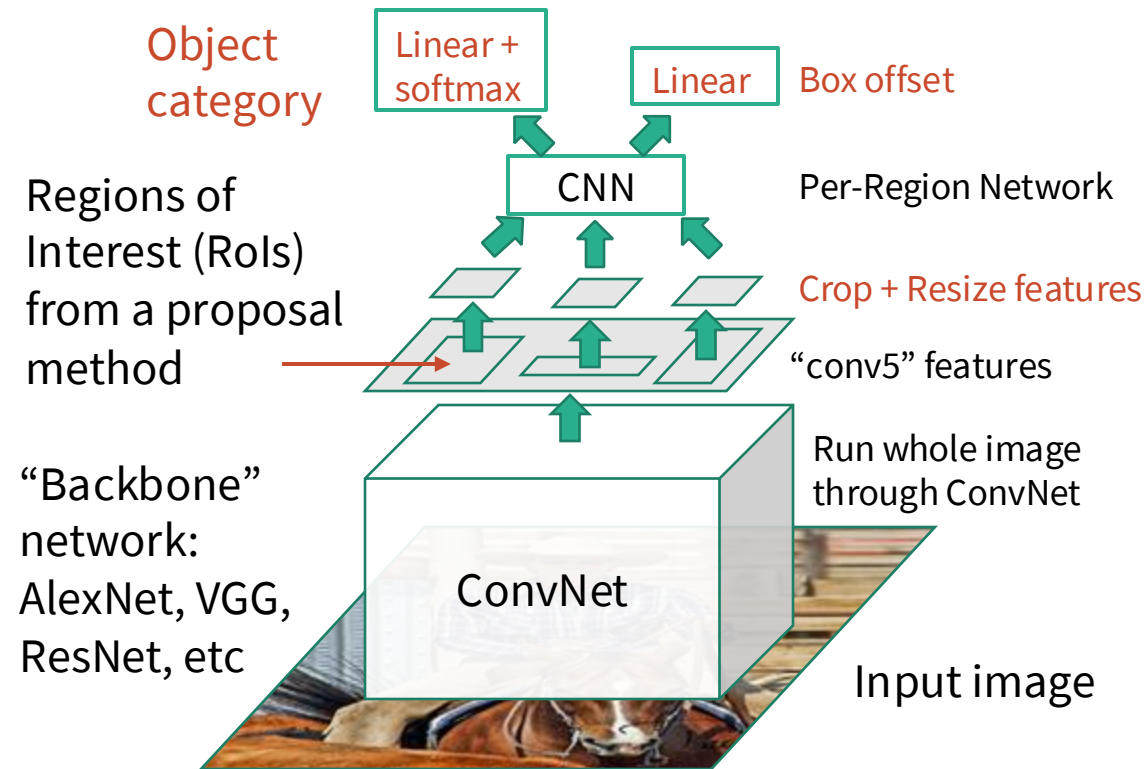 Object
category
Linear +
softmax
Linear
Box offset
CNN
Per-Region Network
Regions of
Interest (RoIs)
from a proposal
method
Crop + Resize features
“conv5” features
Run whole image
through ConvNet
“Backbone”
network:
AlexNet, VGG,
ResNet, etc
ConvNet
Input image